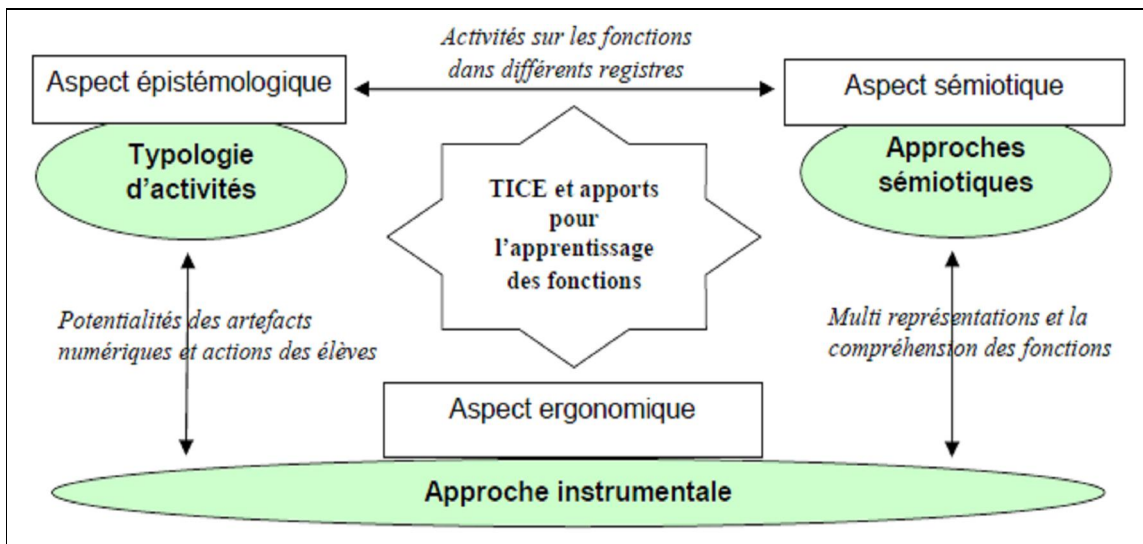 Activités sur les fonctions
dans différents registres
Aspect épistémologique
Aspect sémiotique
Typologie
d'activités
Approches
sémiotiques
TICE et apports
pour
l'apprentissage
des fonctions
Potentialités des artefacts
numériques et actions des élèves
Multi représentations et la
compréhension des fonctions
Aspect ergonomique
Approche instrumentale